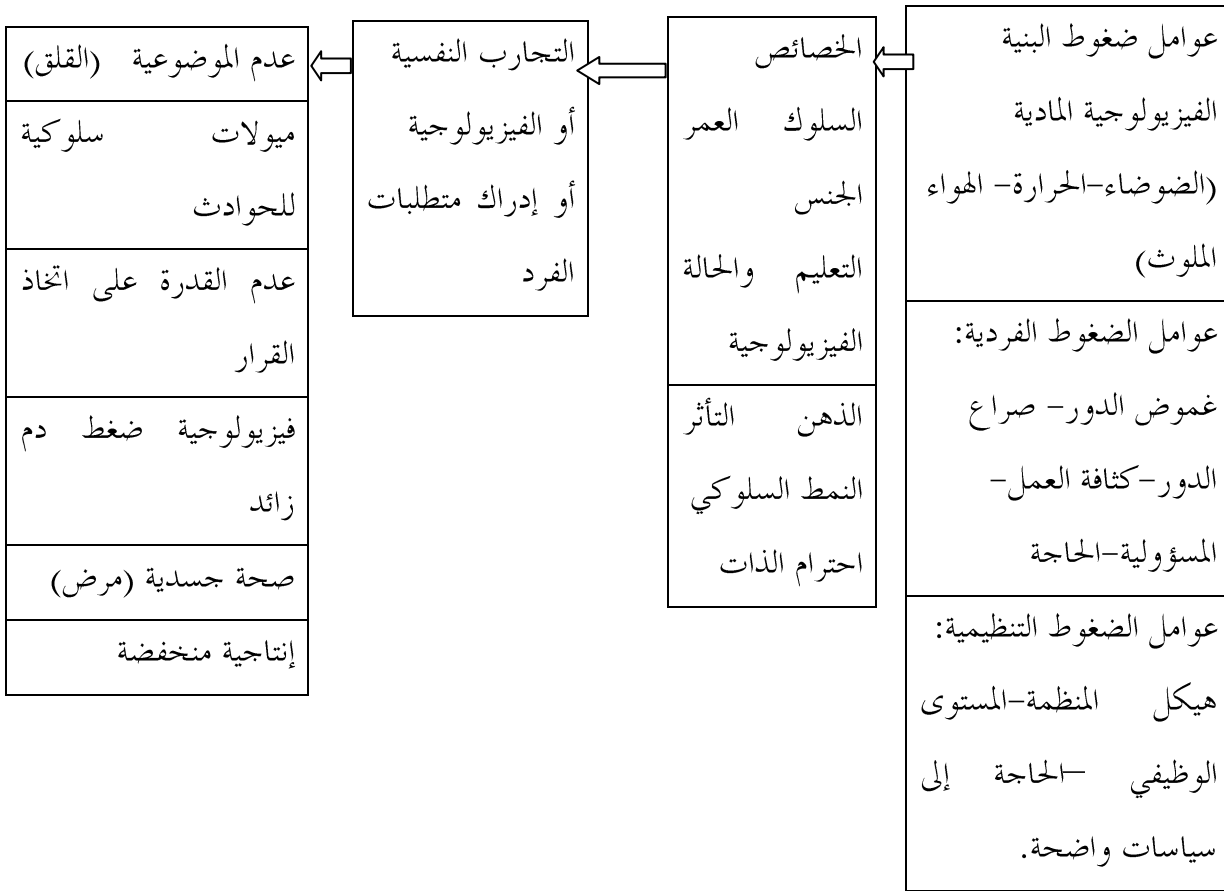 عوامل ضغوط البنية
الفيزيولوجية المادية
(الضوضاء-الحرارة- الهواء
الملوث)
عوامل الضغوط الفردية:
غموض الدور- صراع
الدور-كثافة العمل-
المسؤولية-الحاجة
عوامل الضغوط التنظيمية:
هيكل المنظمة-المستوى
الوظيفي –الحاجة إلى
سياسات واضحة.
الخصائص
السلوك العمر
الجنس
التعليم والحالة
الفيزيولوجية
الذهن التأثر
النمط السلوكي
احترام الذات
التجارب النفسية
أو الفيزيولوجية
أو إدراك متطلبات
الفرد
عدم الموضوعية (القلق)
ميولات سلوكية
للحوادث
عدم القدرة على اتخاذ
القرار
فيزيولوجية ضغط دم
زائد
صحة جسدية (مرض)
إنتاجية منخفضة